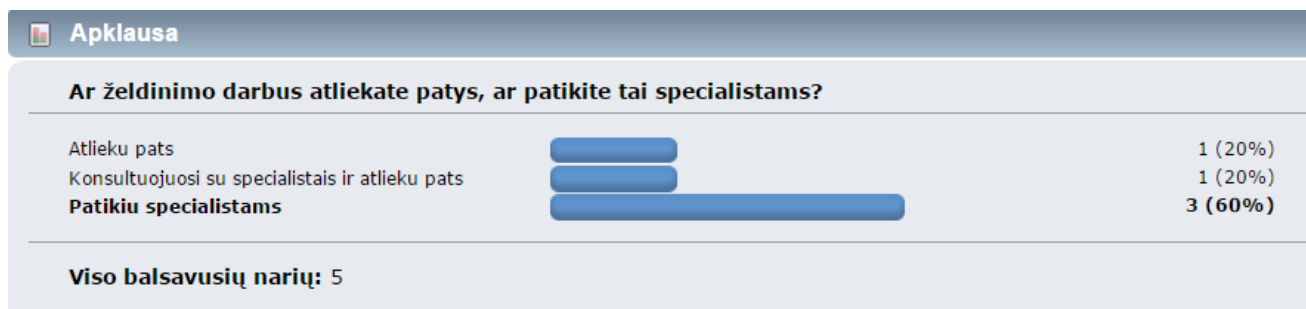 Apklausa
Ar želdinimo darbus atliekate patys, ar patikite tai specialistams?
Atlieku pats 1 (20%)
Konsultuojuosi su specialistais ir atlieku pats 1 (20%)
Patikiu specialistams 3 (60%)
Viso balsavusių narių: 5